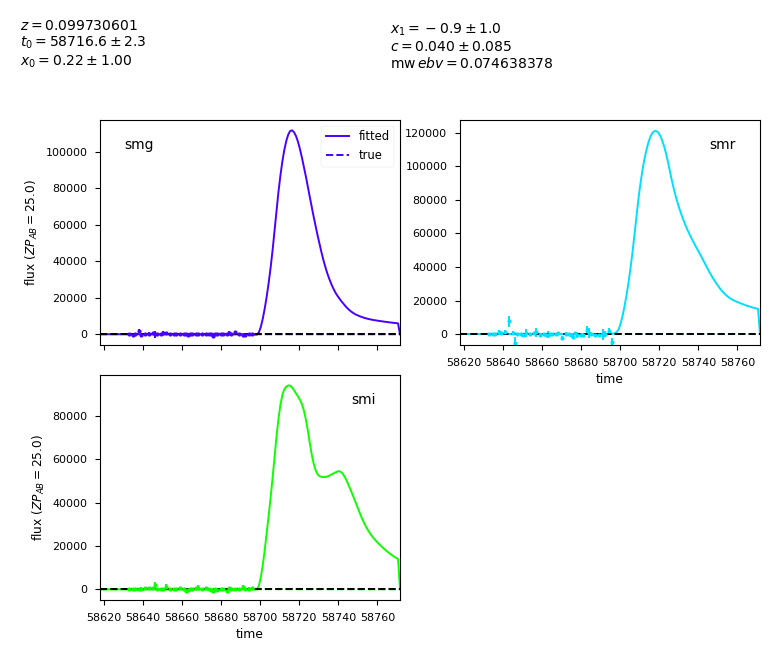 z = 0.099730601
t₀ = 58716.6 ± 2.3
x₀ = 0.22 ± 1.00
x₁ = −0.9 ± 1.0
c = 0.040 ± 0.085
mw ebv = 0.074638378
smg
fitted
true
100000
80000
60000
40000
20000
0
flux (ZP_AB = 25.0)
smr
120000
100000
80000
60000
40000
20000
0
58620 58640 58660 58680 58700 58720 58740 58760
time
smi
80000
60000
40000
20000
0
flux (ZP_AB = 25.0)
58620 58640 58660 58680 58700 58720 58740 58760
time